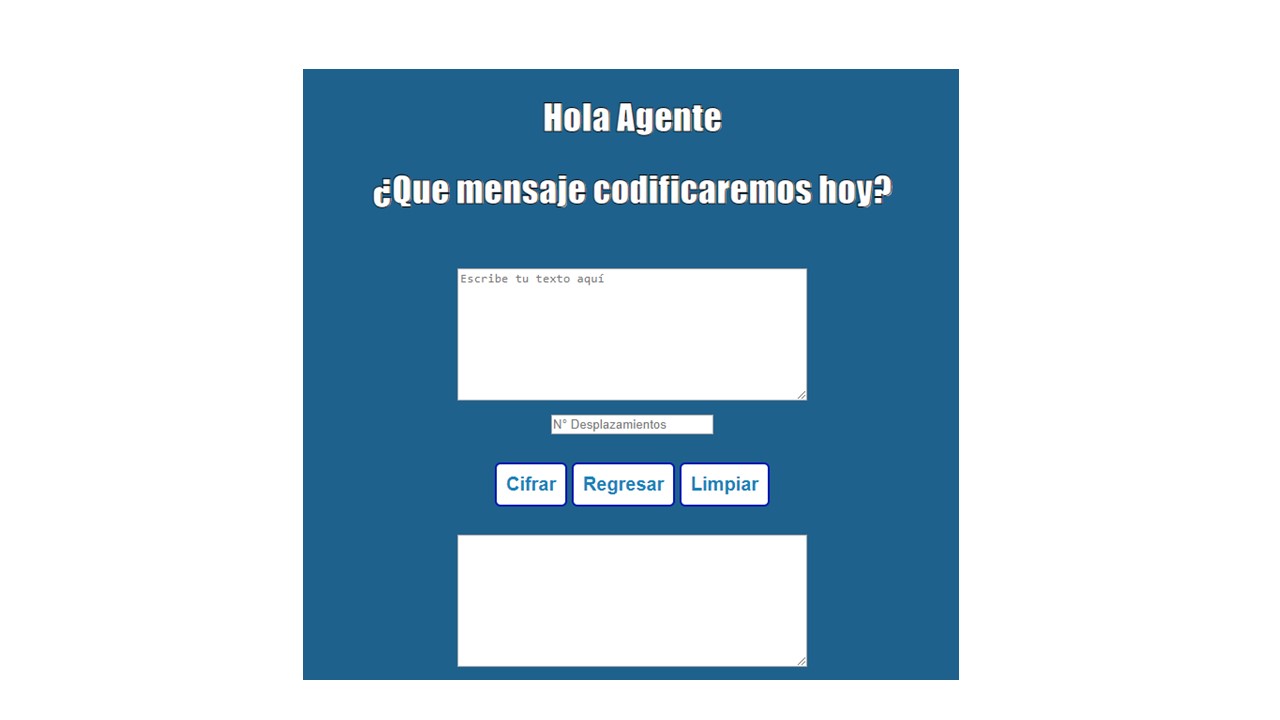 Hola Agente
¿Que mensaje codificaremos hoy?
Escribe tu texto aquí
N° Desplazamientos
Cifrar Regresar Limpiar